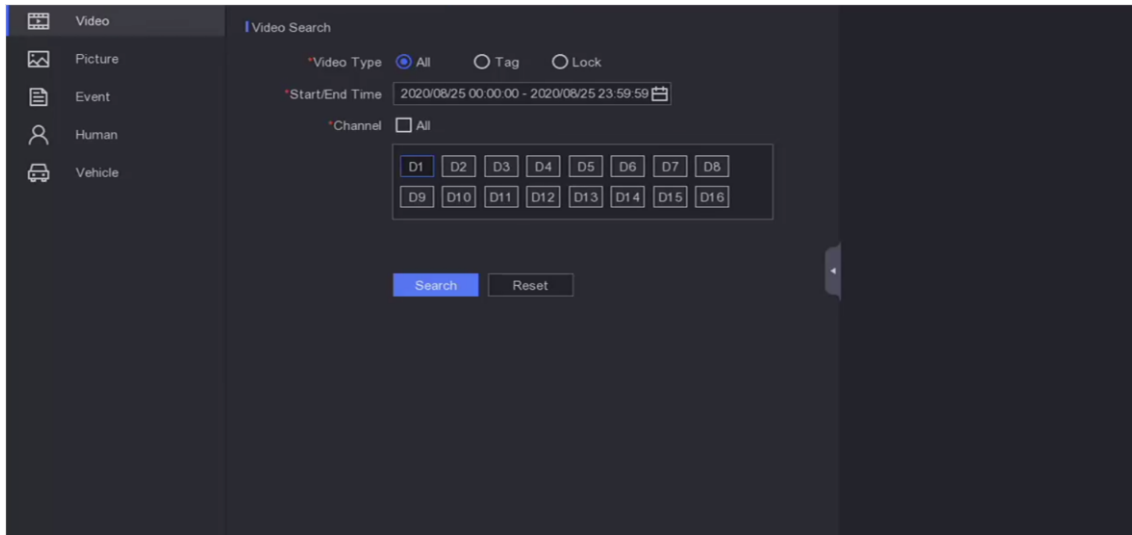 Video
Picture
Event
Human
Vehicle
Video Search
*Video Type All Tag Lock
*Start/End Time 2020/08/25 00:00:00 - 2020/08/25 23:59:59
*Channel All
D1 D2 D3 D4 D5 D6 D7 D8
D9 D10 D11 D12 D13 D14 D15 D16
Search Reset